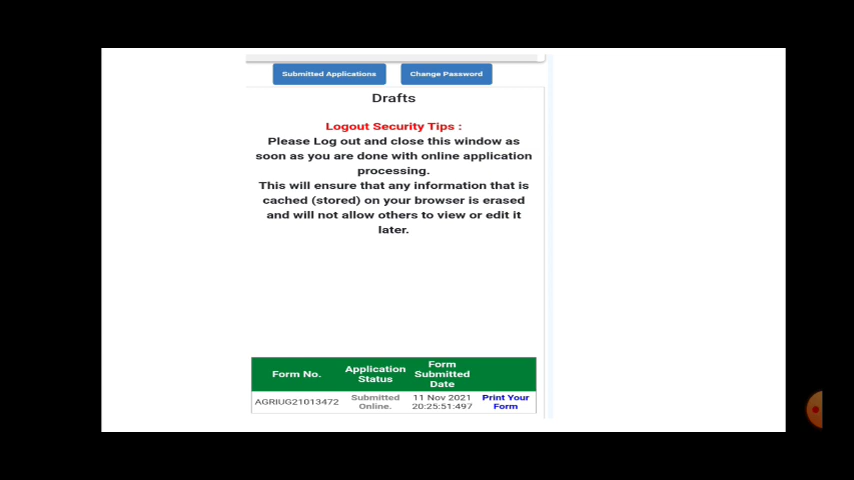 Submitted Applications Change Password
Drafts
Logout Security Tips :
Please Log out and close this window as
soon as you are done with online application
processing.
This will ensure that any information that is
cached (stored) on your browser is erased
and will not allow others to view or edit it
later.
Form No. Application Status Form Submitted Date
AGRIUG21013472 Submitted Online. 11 Nov 2021 20:25:51:497 Print Your Form